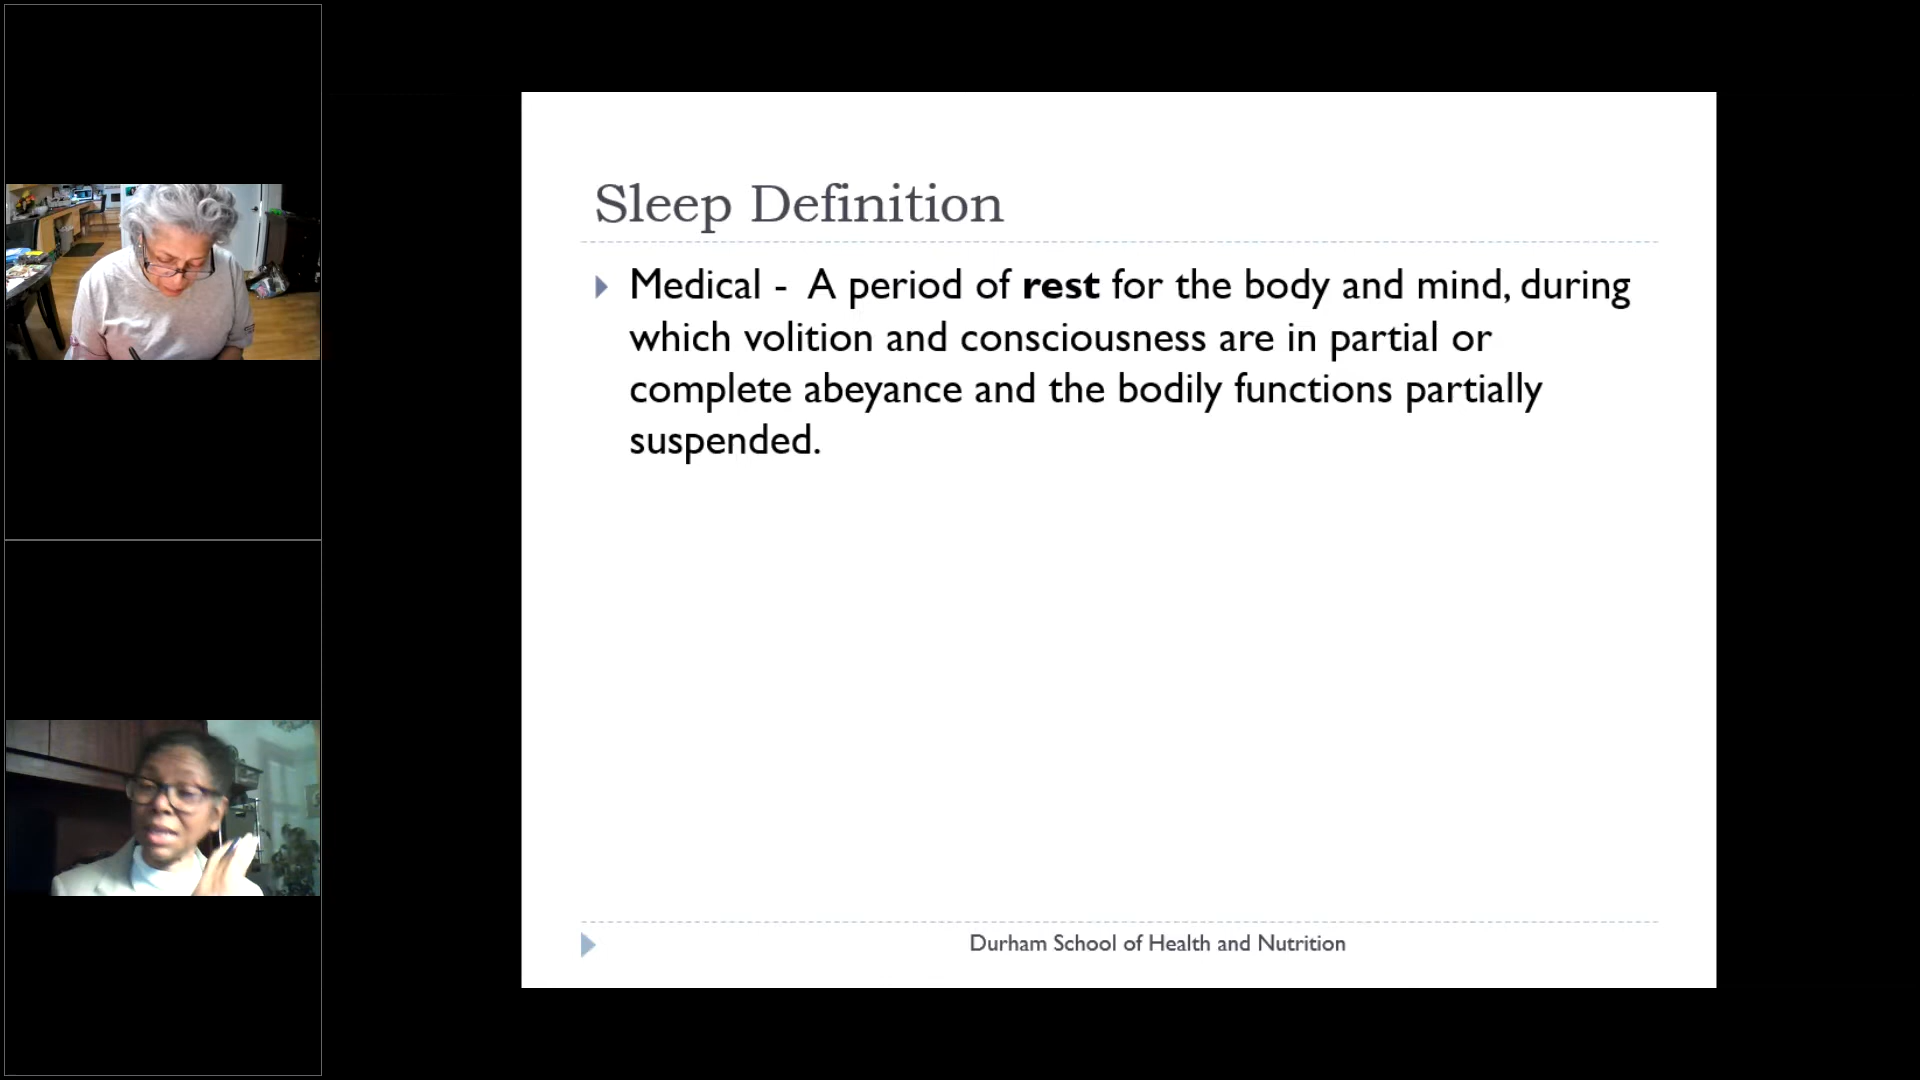 Sleep Definition
Medical -  A period of rest for the body and mind, during
which volition and consciousness are in partial or
complete abeyance and the bodily functions partially
suspended.
Durham School of Health and Nutrition